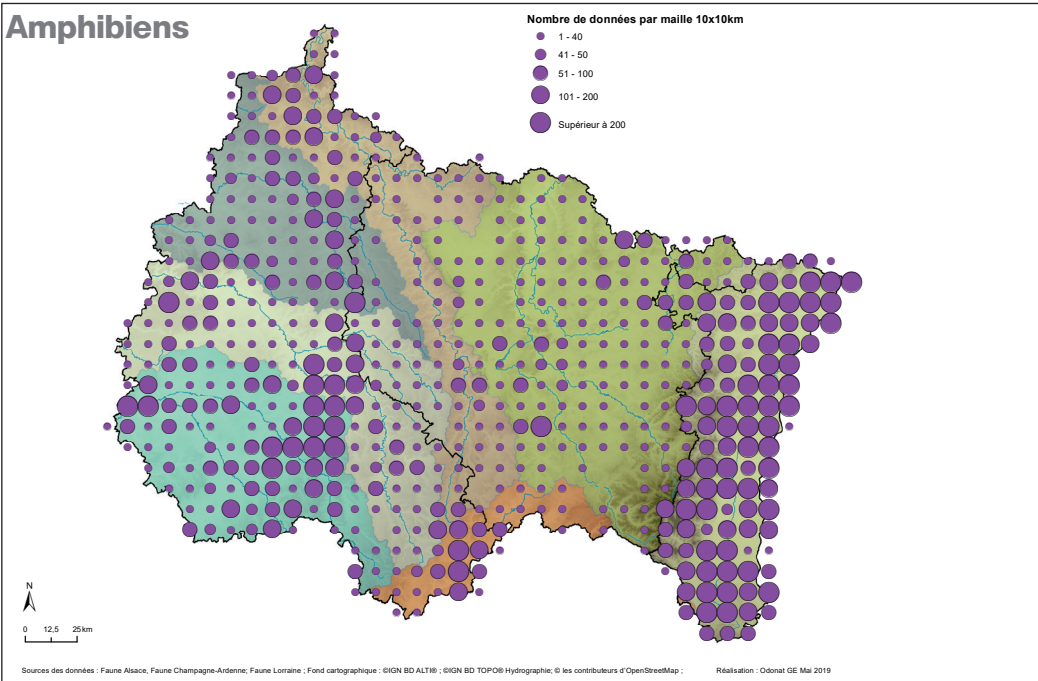 Amphibiens
Nombre de données par maille 10x10km
1 - 40
41 - 50
51 - 100
101 - 200
Supérieur à 200
N
0 12,5 25km
Sources des données : Faune Alsace, Faune Champagne-Ardenne; Faune Lorraine ; Fond cartographique : ©IGN BD ALTI® ; ©IGN BD TOPO® Hydrographie; © les contributeurs d'OpenStreetMap ; Réalisation : Odonat GE Mai 2019